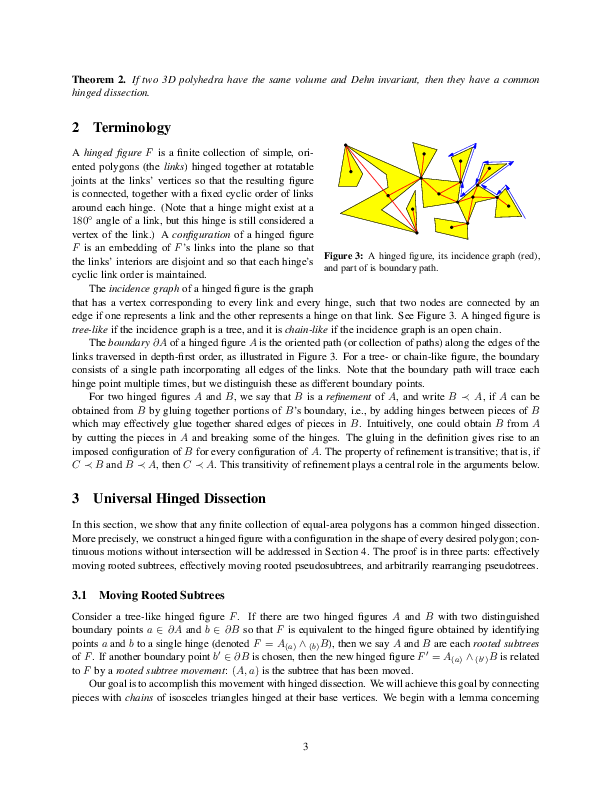 Theorem 2. If two 3D polyhedra have the same volume and Dehn invariant, then they have a common
hinged dissection.
2 Terminology
A hinged figure F is a finite collection of simple, ori-
ented polygons (the links) hinged together at rotatable
joints at the links' vertices so that the resulting figure
is connected, together with a fixed cyclic order of links
around each hinge. (Note that a hinge might exist at a
180° angle of a link, but this hinge is still considered a
vertex of the link.) A configuration of a hinged figure
F is an embedding of F's links into the plane so that
the links' interiors are disjoint and so that each hinge's
cyclic link order is maintained.
Figure 3: A hinged figure, its incidence graph (red),
and part of is boundary path.
The incidence graph of a hinged figure is the graph
that has a vertex corresponding to every link and every hinge, such that two nodes are connected by an
edge if one represents a link and the other represents a hinge on that link. See Figure 3. A hinged figure is
tree-like if the incidence graph is a tree, and it is chain-like if the incidence graph is an open chain.
The boundary ∂A of a hinged figure A is the oriented path (or collection of paths) along the edges of the
links traversed in depth-first order, as illustrated in Figure 3. For a tree- or chain-like figure, the boundary
consists of a single path incorporating all edges of the links. Note that the boundary path will trace each
hinge point multiple times, but we distinguish these as different boundary points.
For two hinged figures A and B, we say that B is a refinement of A, and write B ≺ A, if A can be
obtained from B by gluing together portions of B's boundary, i.e., by adding hinges between pieces of B
which may effectively glue together shared edges of pieces in B. Intuitively, one could obtain B from A
by cutting the pieces in A and breaking some of the hinges. The gluing in the definition gives rise to an
imposed configuration of B for every configuration of A. The property of refinement is transitive; that is, if
C ≺ B and B ≺ A, then C ≺ A. This transitivity of refinement plays a central role in the arguments below.
3 Universal Hinged Dissection
In this section, we show that any finite collection of equal-area polygons has a common hinged dissection.
More precisely, we construct a hinged figure with a configuration in the shape of every desired polygon; con-
tinuous motions without intersection will be addressed in Section 4. The proof is in three parts: effectively
moving rooted subtrees, effectively moving rooted pseudosubtrees, and arbitrarily rearranging pseudotrees.
3.1 Moving Rooted Subtrees
Consider a tree-like hinged figure F. If there are two hinged figures A and B with two distinguished
boundary points a ∈ ∂A and b ∈ ∂B so that F is equivalent to the hinged figure obtained by identifying
points a and b to a single hinge (denoted F = A(a) ∧ (b)B), then we say A and B are each rooted subtrees
of F. If another boundary point b′ ∈ ∂B is chosen, then the new hinged figure F′ = A(a) ∧ (b′)B is related
to F by a rooted subtree movement: (A, a) is the subtree that has been moved.
Our goal is to accomplish this movement with hinged dissection. We will achieve this goal by connecting
pieces with chains of isosceles triangles hinged at their base vertices. We begin with a lemma concerning
3